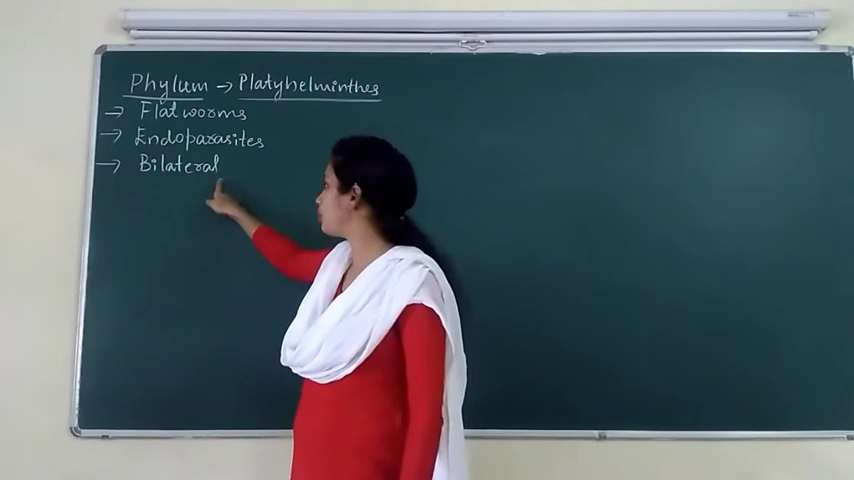 Phylum → Platyhelminthes
→ Flatworms
→ Endoparasites
→ Bilateral